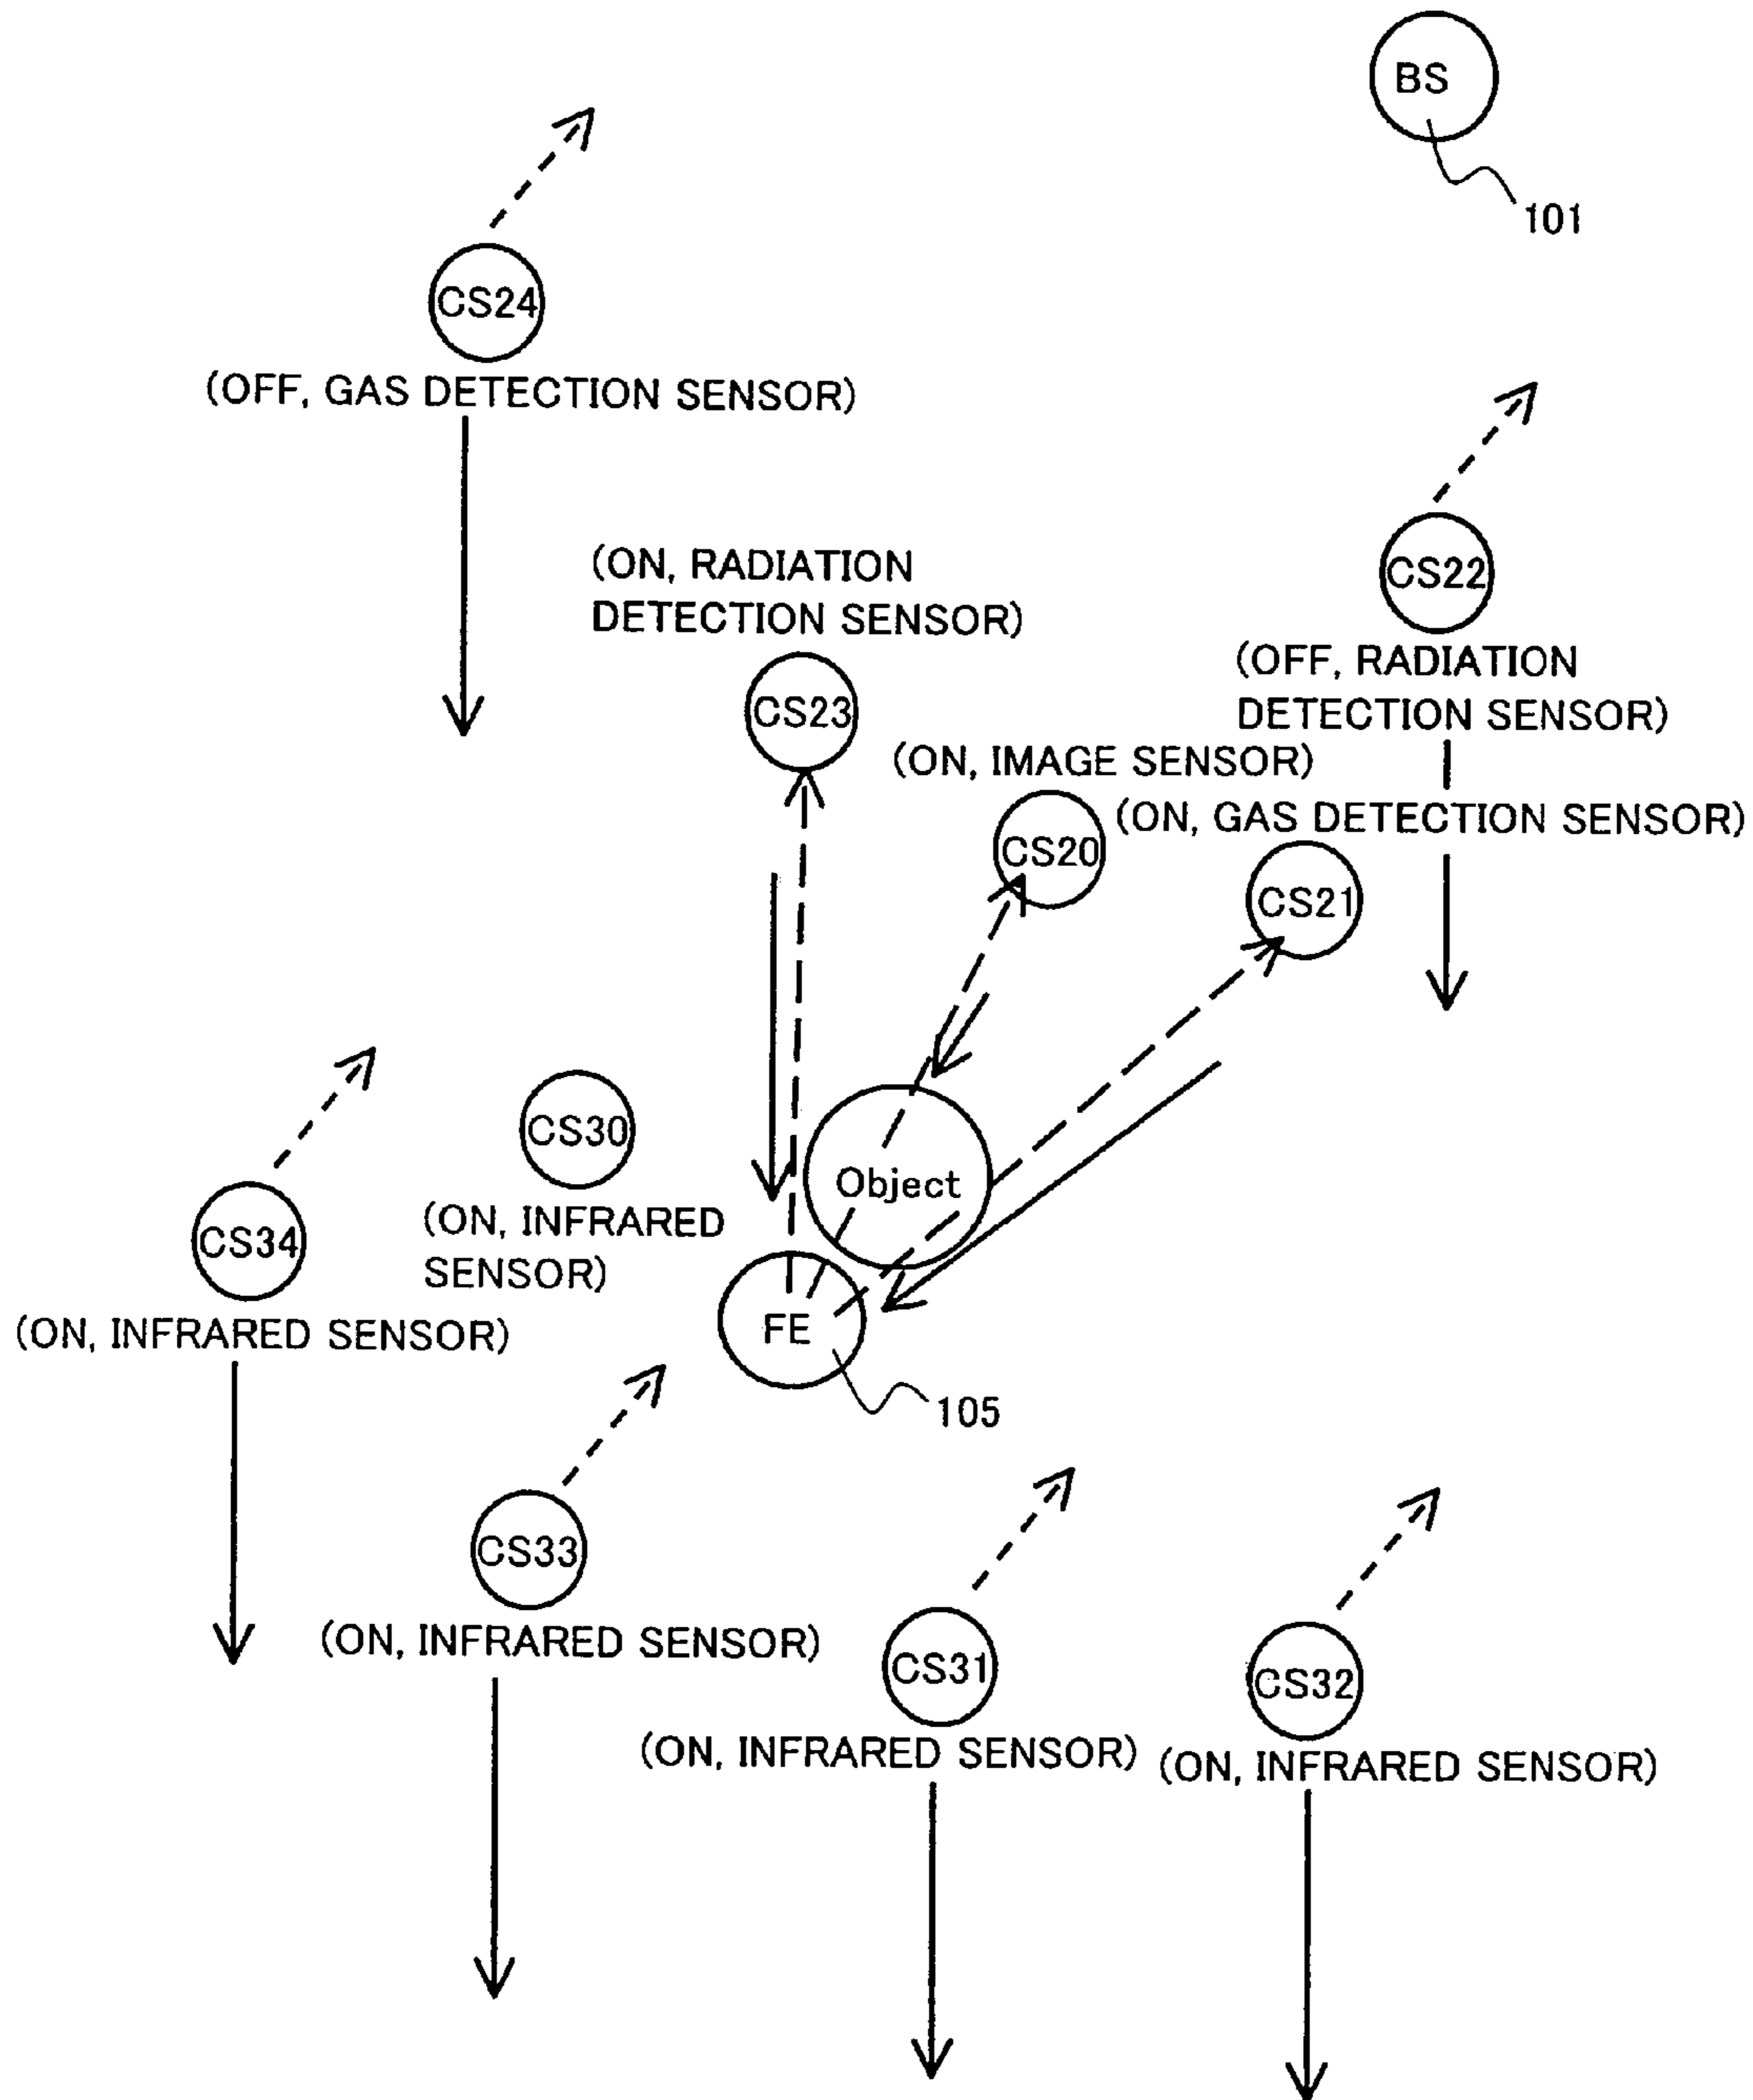 BS
101
CS24
(OFF, GAS DETECTION SENSOR)
(ON, RADIATION
DETECTION SENSOR)
CS22
(OFF, RADIATION
DETECTION SENSOR)
CS23
(ON, IMAGE SENSOR)
CS20
(ON, GAS DETECTION SENSOR)
CS21
CS30
(ON, INFRARED
SENSOR)
Object
CS34
(ON, INFRARED SENSOR)
FE
105
CS33
(ON, INFRARED SENSOR)
CS31
(ON, INFRARED SENSOR)
CS32
(ON, INFRARED SENSOR)